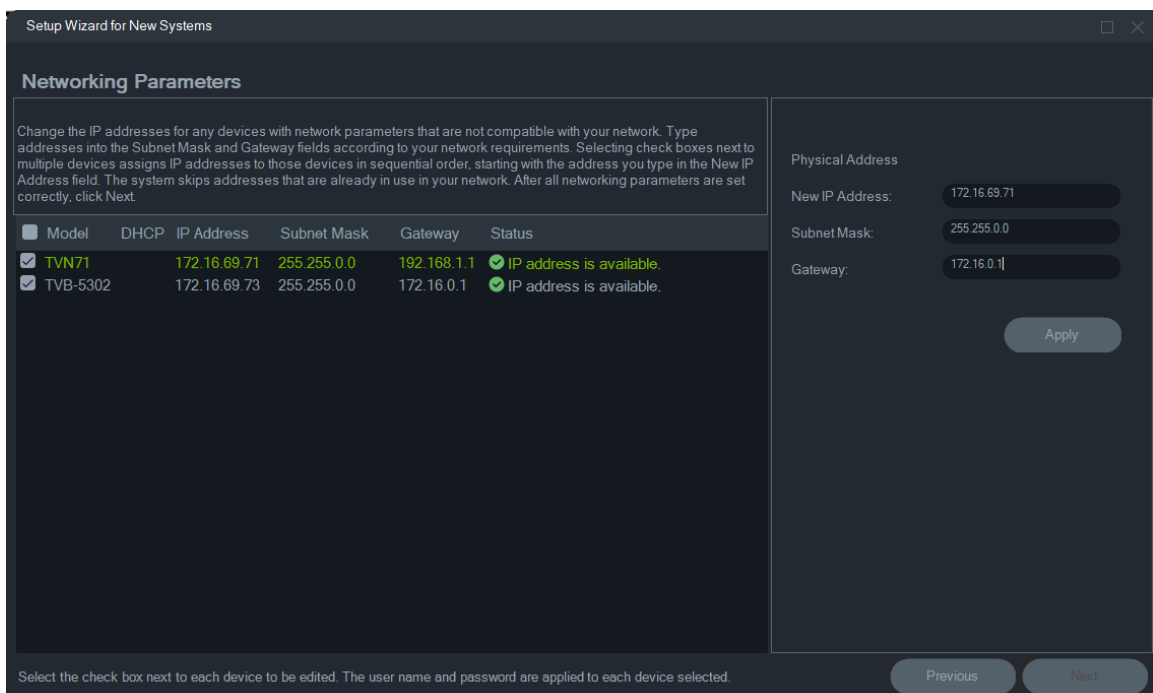 Setup Wizard for New Systems
Networking Parameters
Change the IP addresses for any devices with network parameters that are not compatible with your network. Type
addresses into the Subnet Mask and Gateway fields according to your network requirements. Selecting check boxes next to
multiple devices assigns IP addresses to those devices in sequential order, starting with the address you type in the New IP
Address field. The system skips addresses that are already in use in your network. After all networking parameters are set
correctly, click Next.
Model DHCP IP Address Subnet Mask Gateway Status
TVN71 172.16.69.71 255.255.0.0 192.168.1.1 IP address is available.
TVB-5302 172.16.69.73 255.255.0.0 172.16.0.1 IP address is available.
Physical Address
New IP Address: 172.16.69.71
Subnet Mask: 255.255.0.0
Gateway: 172.16.0.1
Apply
Select the check box next to each device to be edited. The user name and password are applied to each device selected.
Previous Next